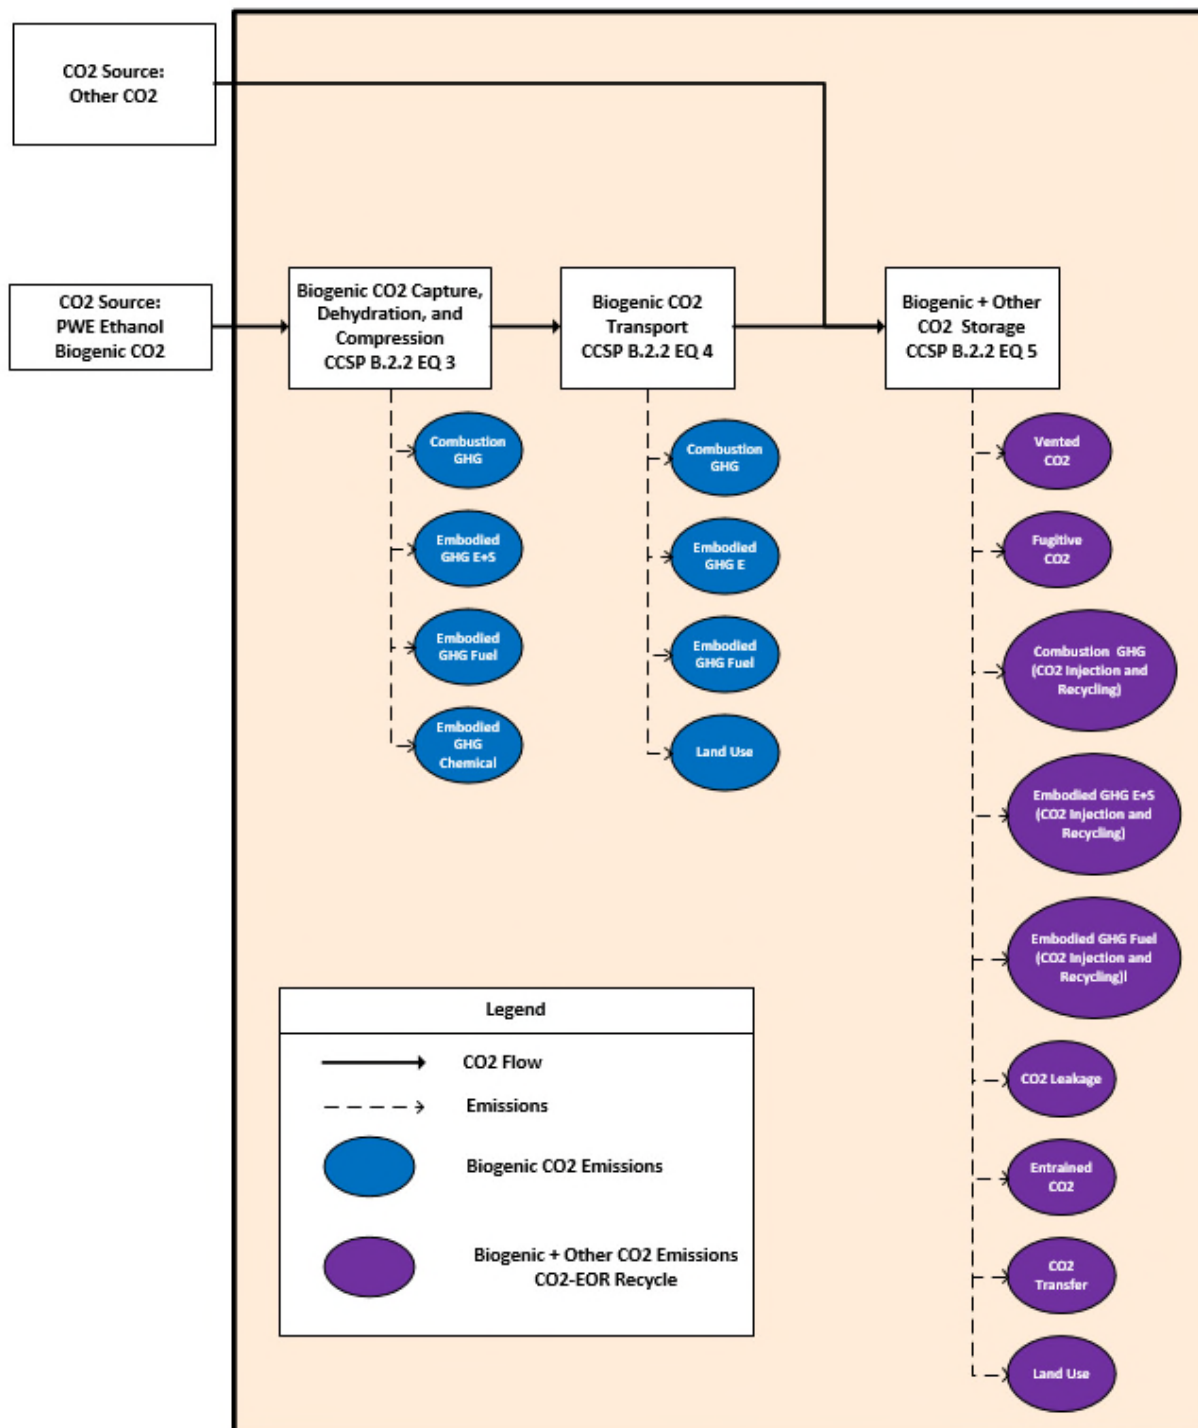 CO2 Source:
Other CO2
CO2 Source:
PWE Ethanol
Biogenic CO2
Biogenic CO2 Capture,
Dehydration, and
Compression
CCSP B.2.2 EQ 3
Biogenic CO2
Transport
CCSP B.2.2 EQ 4
Biogenic + Other
CO2 Storage
CCSP B.2.2 EQ 5
Combustion
GHG
Embodied
GHG E+S
Embodied
GHG Fuel
Embodied
GHG
Chemical
Combustion
GHG
Embodied
GHG E
Embodied
GHG Fuel
Land Use
Vented
CO2
Fugitive
CO2
Combustion GHG
(CO2 Injection and
Recycling)
Embodied GHG E+S
(CO2 Injection and
Recycling)
Embodied GHG Fuel
(CO2 Injection and
Recycling)l
CO2 Leakage
Entrained
CO2
CO2
Transfer
Land Use
Legend
CO2 Flow
Emissions
Biogenic CO2 Emissions
Biogenic + Other CO2 Emissions
CO2-EOR Recycle